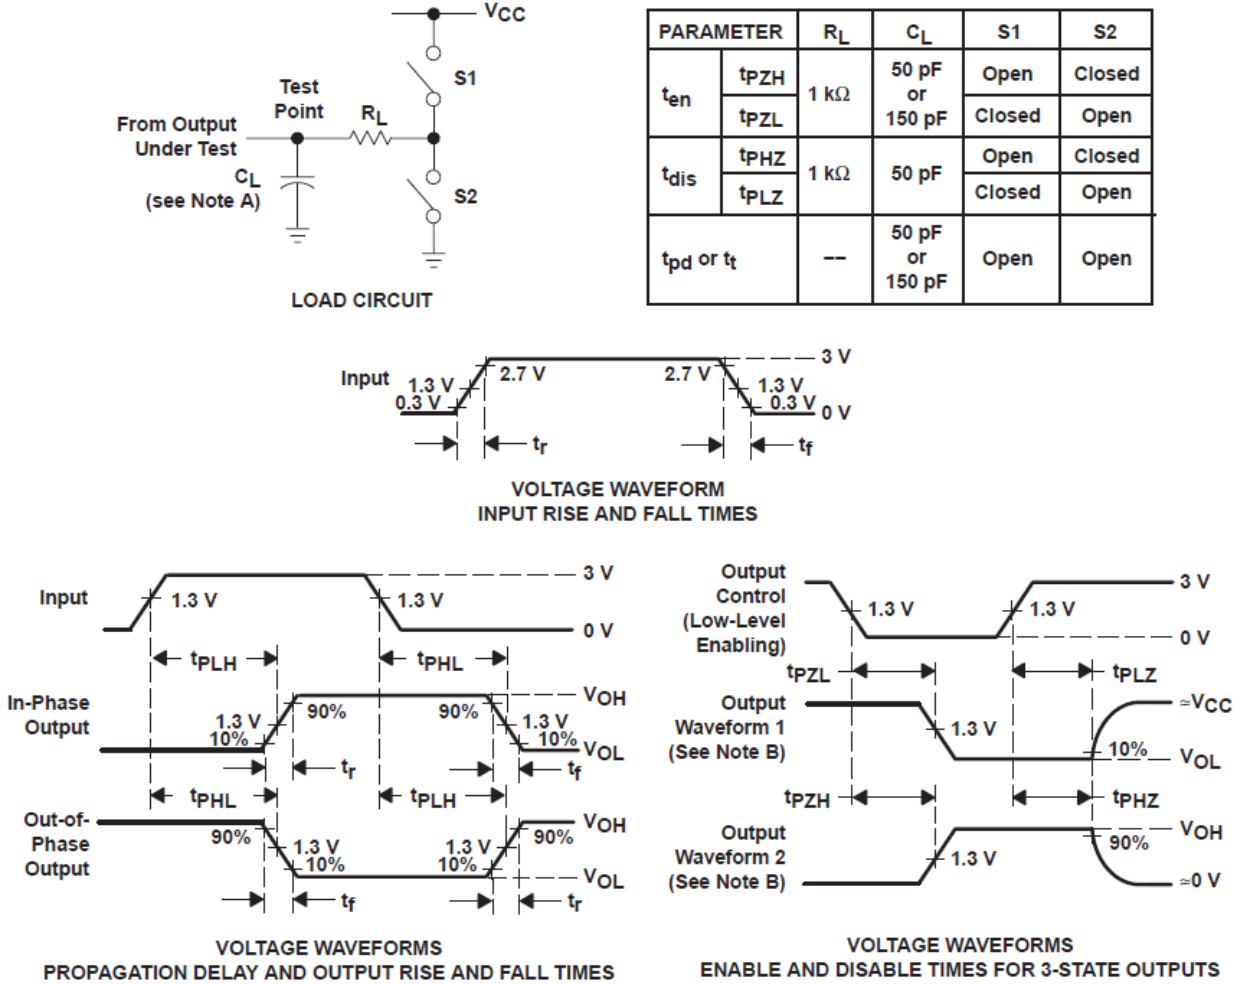 VCC
S1
Test
Point
RL
From Output
Under Test
CL
(see Note A)
S2
LOAD CIRCUIT
PARAMETER RL CL S1 S2
ten tPZH 1 kΩ 50 pF or 150 pF Open Closed
tPZL Closed Open
tdis tPHZ 1 kΩ 50 pF Open Closed
tPLZ Closed Open
tpd or tt –– 50 pF or 150 pF Open Open
Input 1.3 V 0.3 V 2.7 V 2.7 V 1.3 V 0.3 V 3 V 0 V
tr tf
VOLTAGE WAVEFORM
INPUT RISE AND FALL TIMES
Input 1.3 V 1.3 V 3 V 0 V
tPLH tPHL
In-Phase
Output
1.3 V 10% 90% 90% 1.3 V 10% VOH VOL
tr tf
tPHL tPLH
Out-of-
Phase
Output
90% 1.3 V 10% 1.3 V 10% 90% VOH VOL
tf tr
VOLTAGE WAVEFORMS
PROPAGATION DELAY AND OUTPUT RISE AND FALL TIMES
Output
Control
(Low-Level
Enabling)
1.3 V 1.3 V 3 V 0 V
tPZL tPLZ
Output
Waveform 1
(See Note B)
1.3 V 10% ≈VCC VOL
tPZH tPHZ
Output
Waveform 2
(See Note B)
1.3 V 90% VOH ≈0 V
VOLTAGE WAVEFORMS
ENABLE AND DISABLE TIMES FOR 3-STATE OUTPUTS